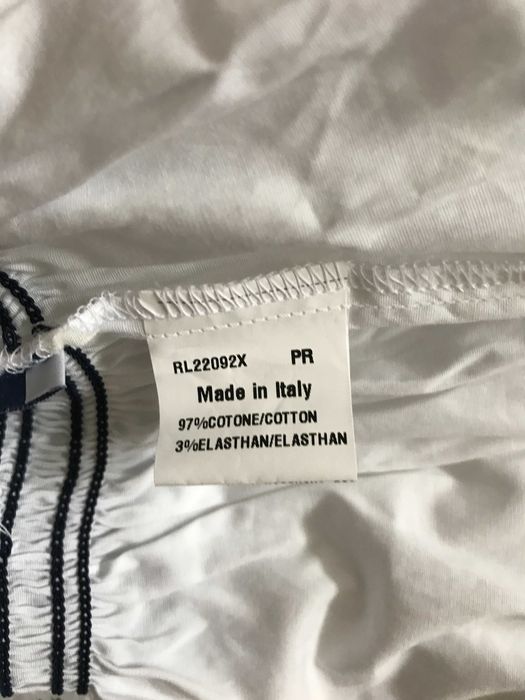 RL22092X PR
Made in Italy
97%COTONE/COTTON
3%ELASTHAN/ELASTHAN